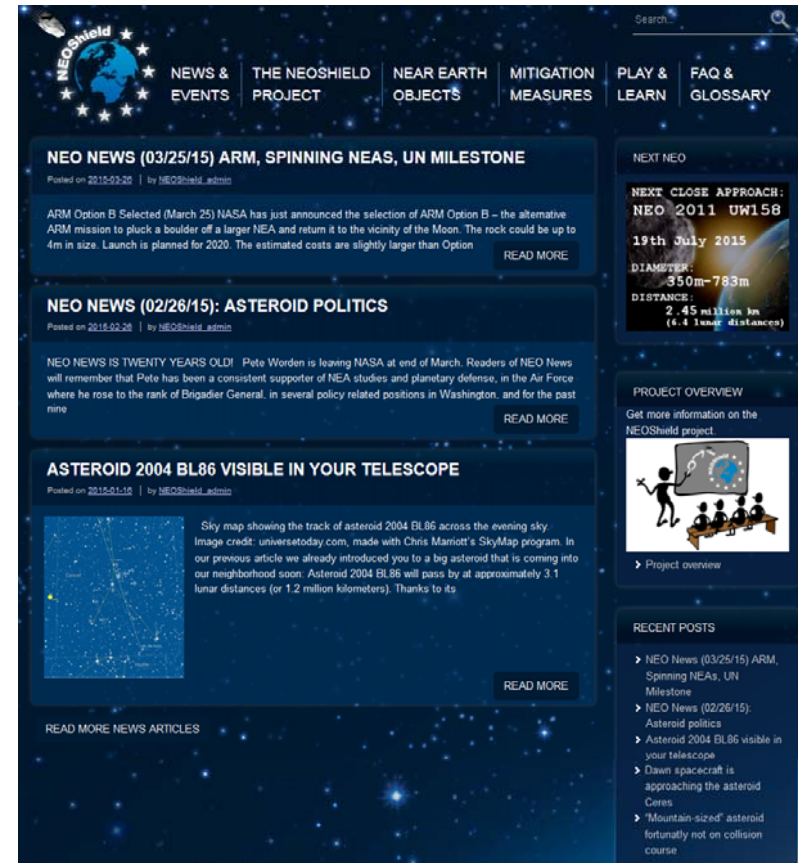 NEOShield
Search...
NEWS &
EVENTS
THE NEOSHIELD
PROJECT
NEAR EARTH
OBJECTS
MITIGATION
MEASURES
PLAY &
LEARN
FAQ &
GLOSSARY
NEO NEWS (03/25/15) ARM, SPINNING NEAS, UN MILESTONE
Posted on 2015-03-26 | by NEOShield_admin
ARM Option B Selected (March 25) NASA has just announced the selection of ARM Option B – the alternative
ARM mission to pluck a boulder off a larger NEA and return it to the vicinity of the Moon. The rock could be up to
4m in size. Launch is planned for 2020. The estimated costs are slightly larger than Option
READ MORE
NEO NEWS (02/26/15): ASTEROID POLITICS
Posted on 2015-02-26 | by NEOShield_admin
NEO NEWS IS TWENTY YEARS OLD! Pete Worden is leaving NASA at end of March. Readers of NEO News
will remember that Pete has been a consistent supporter of NEA studies and planetary defense, in the Air Force
where he rose to the rank of Brigadier General, in several policy related positions in Washington, and for the past
nine
READ MORE
ASTEROID 2004 BL86 VISIBLE IN YOUR TELESCOPE
Posted on 2015-01-16 | by NEOShield_admin
Sky map showing the track of asteroid 2004 BL86 across the evening sky.
Image credit: universetoday.com, made with Chris Marriott's SkyMap program. In
our previous article we already introduced you to a big asteroid that is coming into
our neighborhood soon: Asteroid 2004 BL86 will pass by at approximately 3.1
lunar distances (or 1.2 million kilometers). Thanks to its
READ MORE
READ MORE NEWS ARTICLES
NEXT NEO
NEXT CLOSE APPROACH:
NEO 2011 UW158
19th July 2015
DIAMETER:
350m-783m
DISTANCE:
2.45 million km
(6.4 lunar distances)
PROJECT OVERVIEW
Get more information on the
NEOShield project.
Project overview
RECENT POSTS
NEO News (03/25/15) ARM,
Spinning NEAs, UN
Milestone
NEO News (02/26/15):
Asteroid politics
Asteroid 2004 BL86 visible in
your telescope
Dawn spacecraft is
approaching the asteroid
Ceres
"Mountain-sized" asteroid
fortunatly not on collision
course